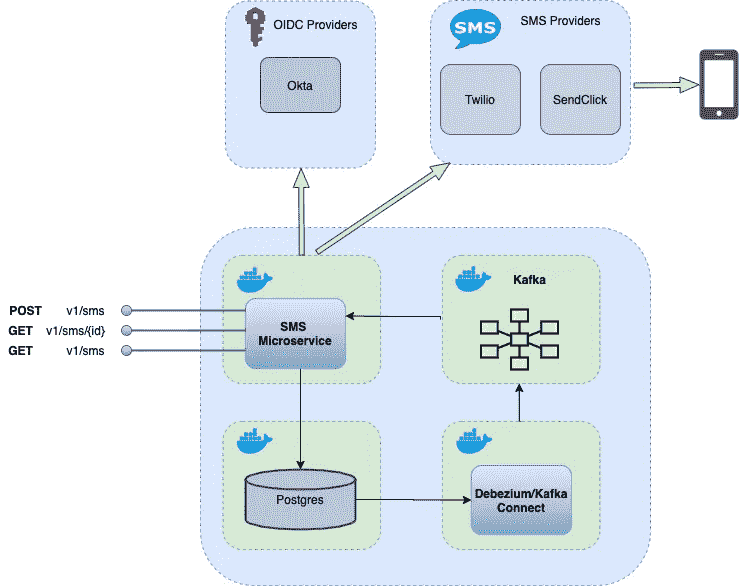 OIDC Providers
Okta
SMS
SMS Providers
Twilio
SendClick
POST v1/sms
GET v1/sms/{id}
GET v1/sms
SMS
Microservice
Kafka
Postgres
Debezium/Kafka
Connect